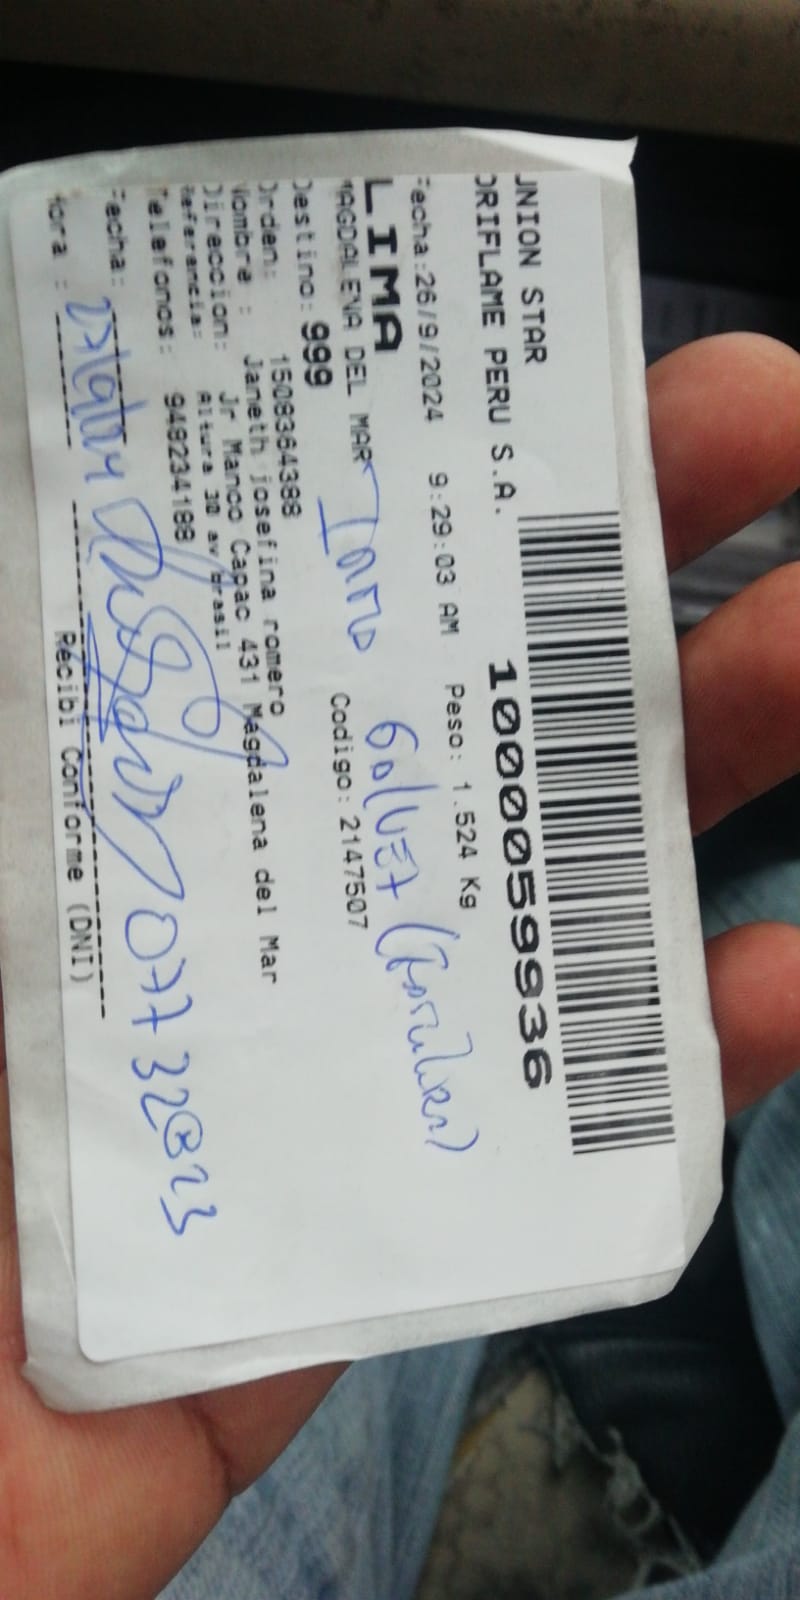 UNION STAR
ORIFLAME PERU S.A.
10000059936
Fecha:26/9/2024 9:29:03 AM Peso: 1.524 Kg
LIMA
MAGDALENA DEL MAR
Destino: 999 Codigo: 2147507
Orden: 1508364388
Nombre : Janeth josefina romero
Direccion: Jr Manco Capac 431 Magdalena del Mar
Referencia: Altura 30 av brasil
Telefonos: 948234188
Fecha:
Hora : Recibi Conforme (DNI)